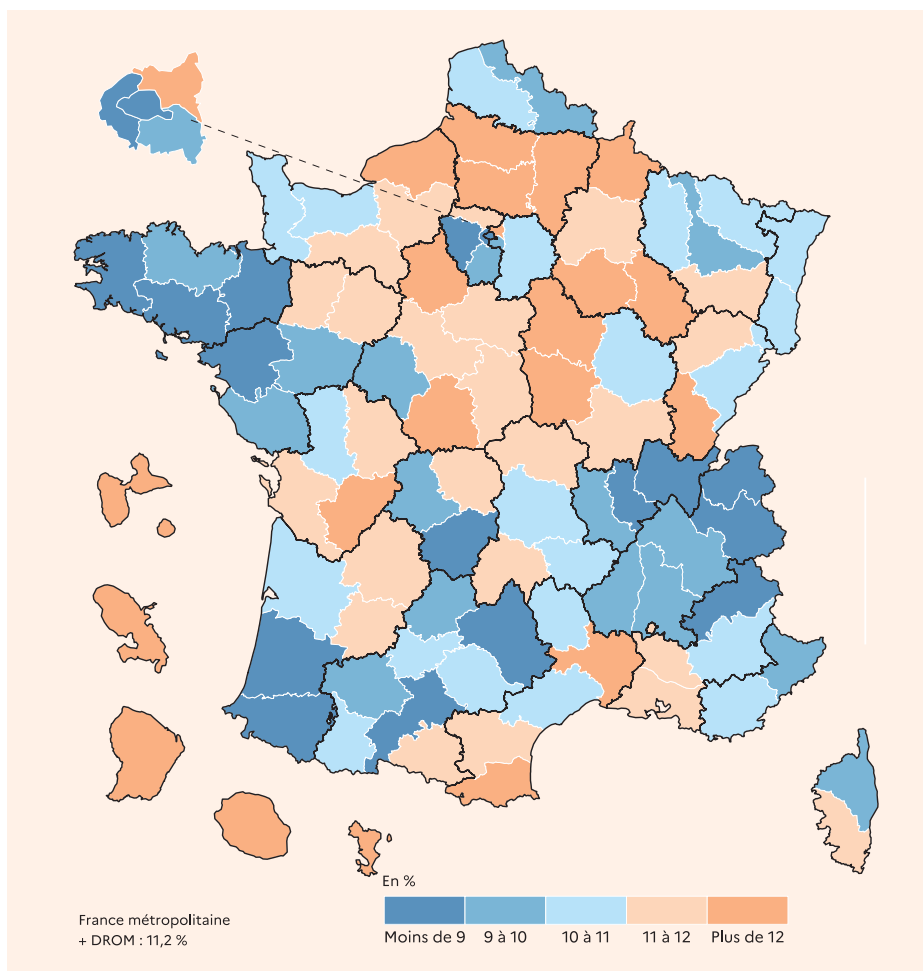 En %
Moins de 9
9 à 10
10 à 11
11 à 12
Plus de 12
France métropolitaine
+ DROM : 11,2 %